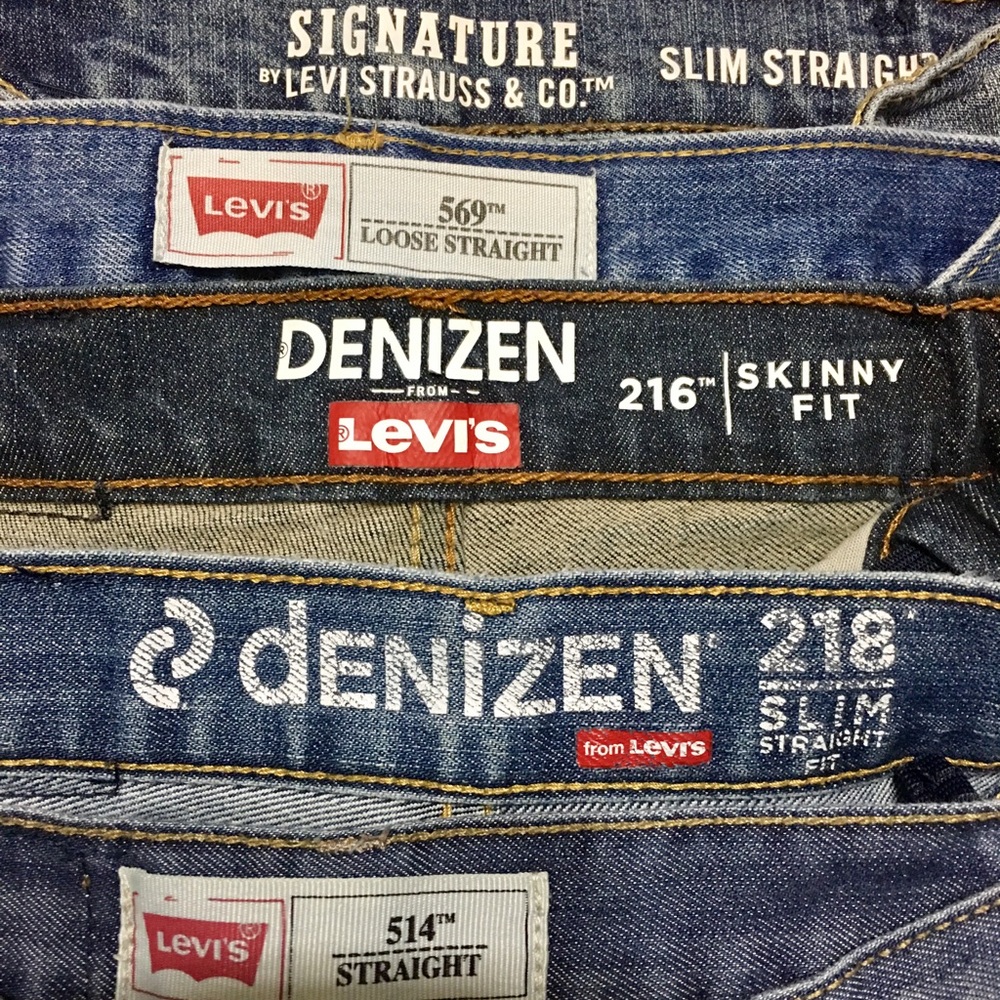 SIGNATURE
BY LEVI STRAUSS & CO.™
SLIM STRAIGHT
LEVI'S®
569™
LOOSE STRAIGHT
®DENIZEN
FROM
®Levi's
216™
SKINNY
FIT
dENiZEN®
from Levi's
218™
SLIM
STRAIGHT
FIT
LEVI'S®
514™
STRAIGHT